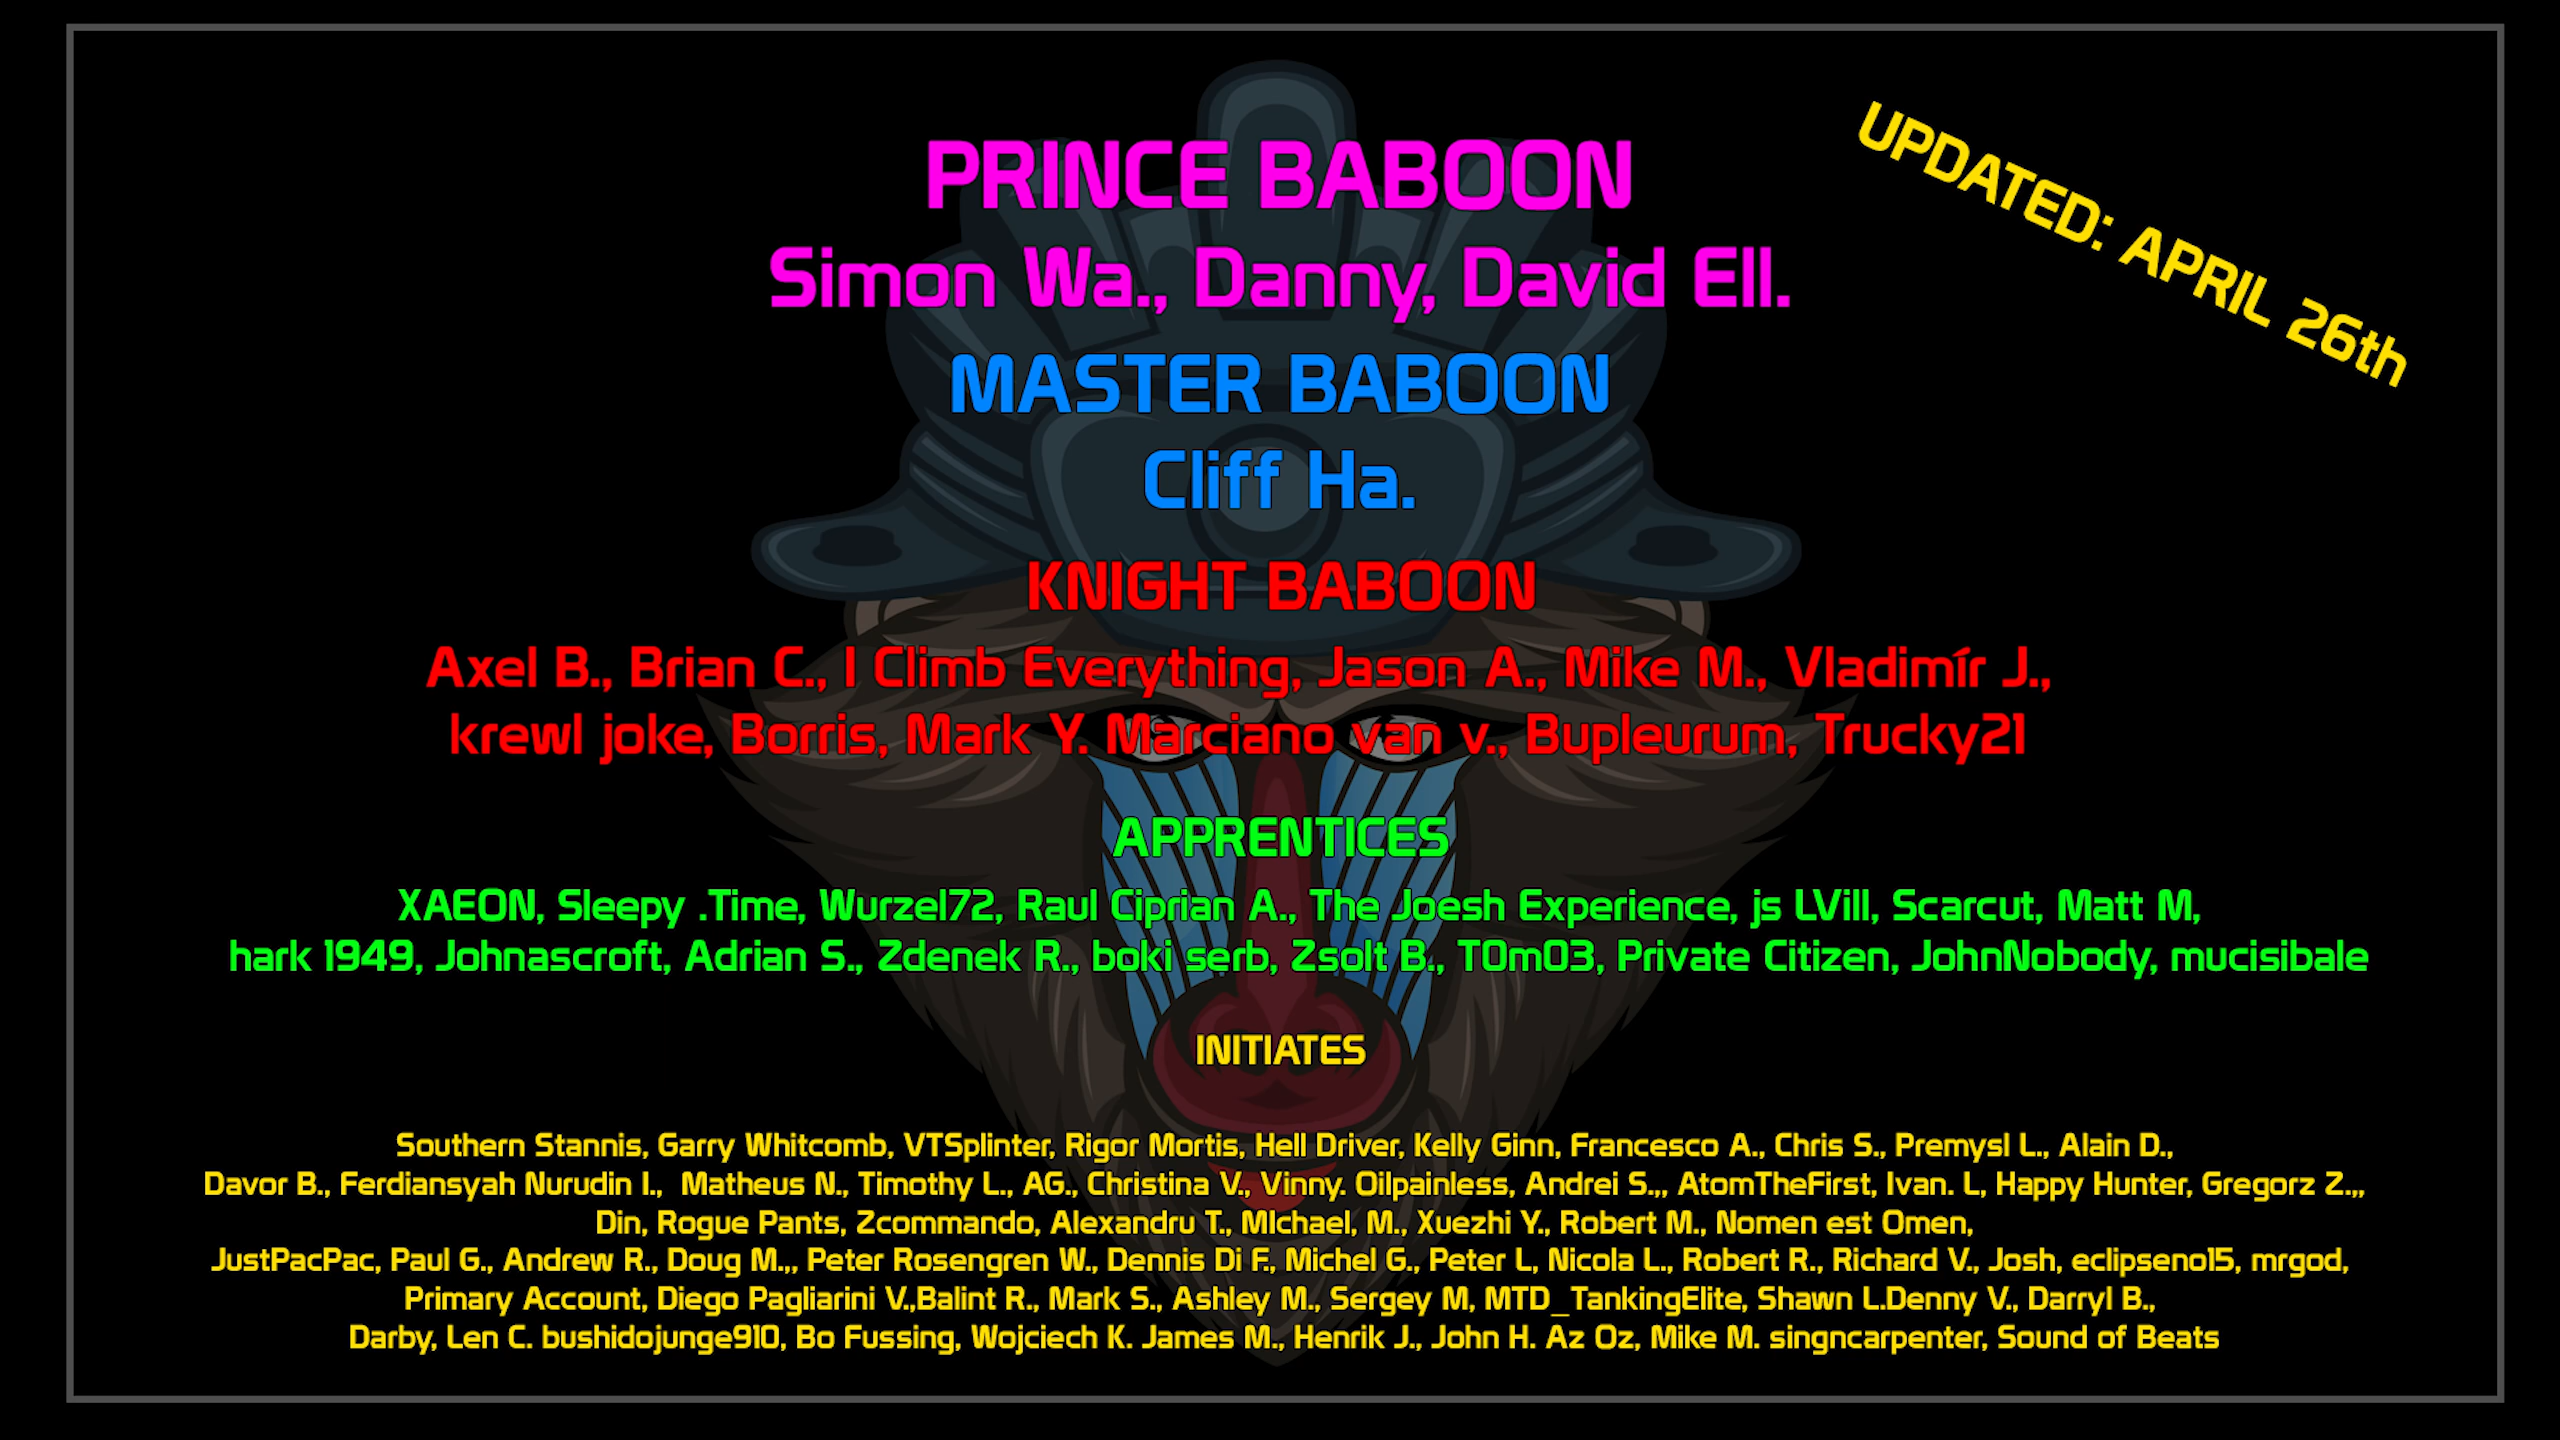 PRINCE BABOON
UPDATED: APRIL 26th
Simon Wa., Danny, David Ell.
MASTER BABOON
Cliff Ha.
KNIGHT BABOON
Axel B., Brian C., I Climb Everything, Jason A., Mike M., Vladimír J.,
krewl joke, Borris, Mark Y. Marciano van v., Bupleurum, Trucky21
APPRENTICES
XAEON, Sleepy .Time, Wurzel72, Raul Ciprian A., The Joesh Experience, js LVill, Scarcut, Matt M,
hark 1949, Johnascroft, Adrian S., Zdenek R., boki serb, Zsolt B., T0m03, Private Citizen, JohnNobody, mucisibale
INITIATES
Southern Stannis, Garry Whitcomb, VTSplinter, Rigor Mortis, Hell Driver, Kelly Ginn, Francesco A., Chris S., Premysl L., Alain D.,
Davor B., Ferdiansyah Nurudin I.,  Matheus N., Timothy L., AG., Christina V., Vinny. Oilpainless, Andrei S.,, AtomTheFirst, Ivan. L, Happy Hunter, Gregorz Z.,,
Din, Rogue Pants, Zcommando, Alexandru T., MIchael, M., Xuezhi Y., Robert M., Nomen est Omen,
JustPacPac, Paul G., Andrew R., Doug M.,, Peter Rosengren W., Dennis Di F., Michel G., Peter L, Nicola L., Robert R., Richard V., Josh, eclipseno15, mrgod,
Primary Account, Diego Pagliarini V.,Balint R., Mark S., Ashley M., Sergey M, MTD_TankingElite, Shawn L.Denny V., Darryl B.,
Darby, Len C. bushidojunge910, Bo Fussing, Wojciech K. James M., Henrik J., John H. Az Oz, Mike M. singncarpenter, Sound of Beats